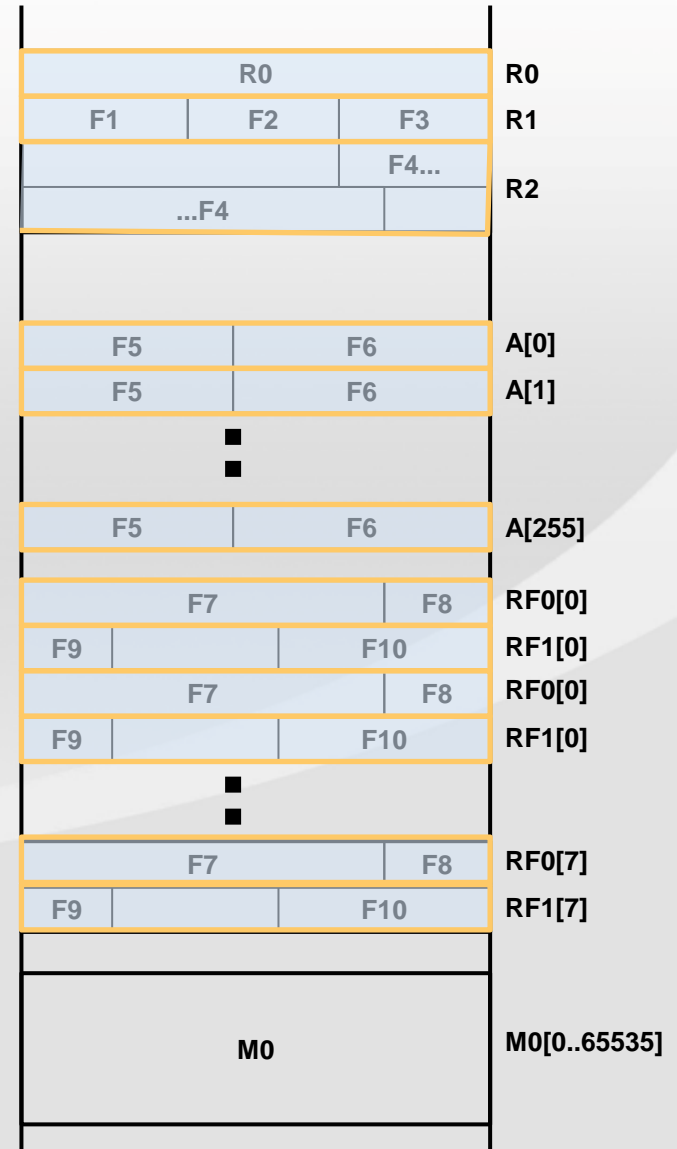 R0 R0
F1 F2 F3 R1
F4...
R2
...F4
F5 F6 A[0]
F5 F6 A[1]
F5 F6 A[255]
F7 F8 RF0[0]
F9 F10 RF1[0]
F7 F8 RF0[0]
F9 F10 RF1[0]
F7 F8 RF0[7]
F9 F10 RF1[7]
M0 M0[0..65535]